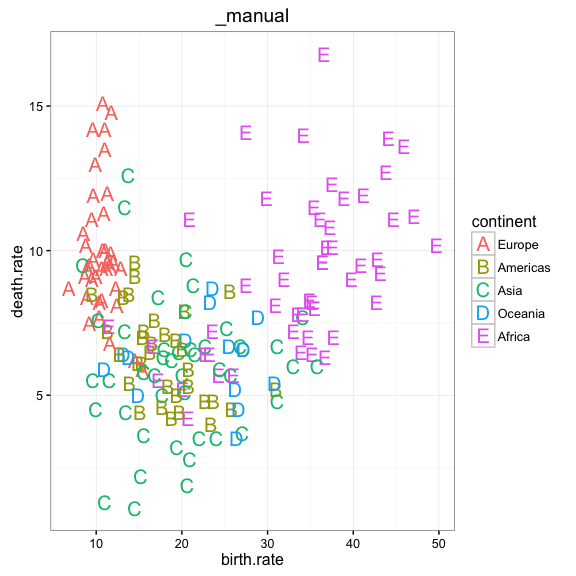 _manual
death.rate
15
10
5
10 20 30 40 50
birth.rate
continent
A Europe
B Americas
C Asia
D Oceania
E Africa